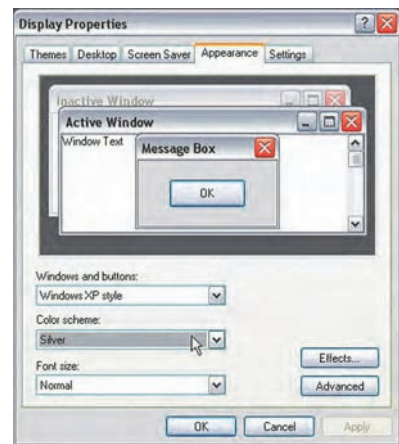 Display Properties
Themes Desktop Screen Saver Appearance Settings
Inactive Window
Active Window
Window Text
Message Box
OK
Windows and buttons:
Windows XP style
Color scheme:
Silver
Effects...
Font size:
Normal
Advanced
OK Cancel Apply